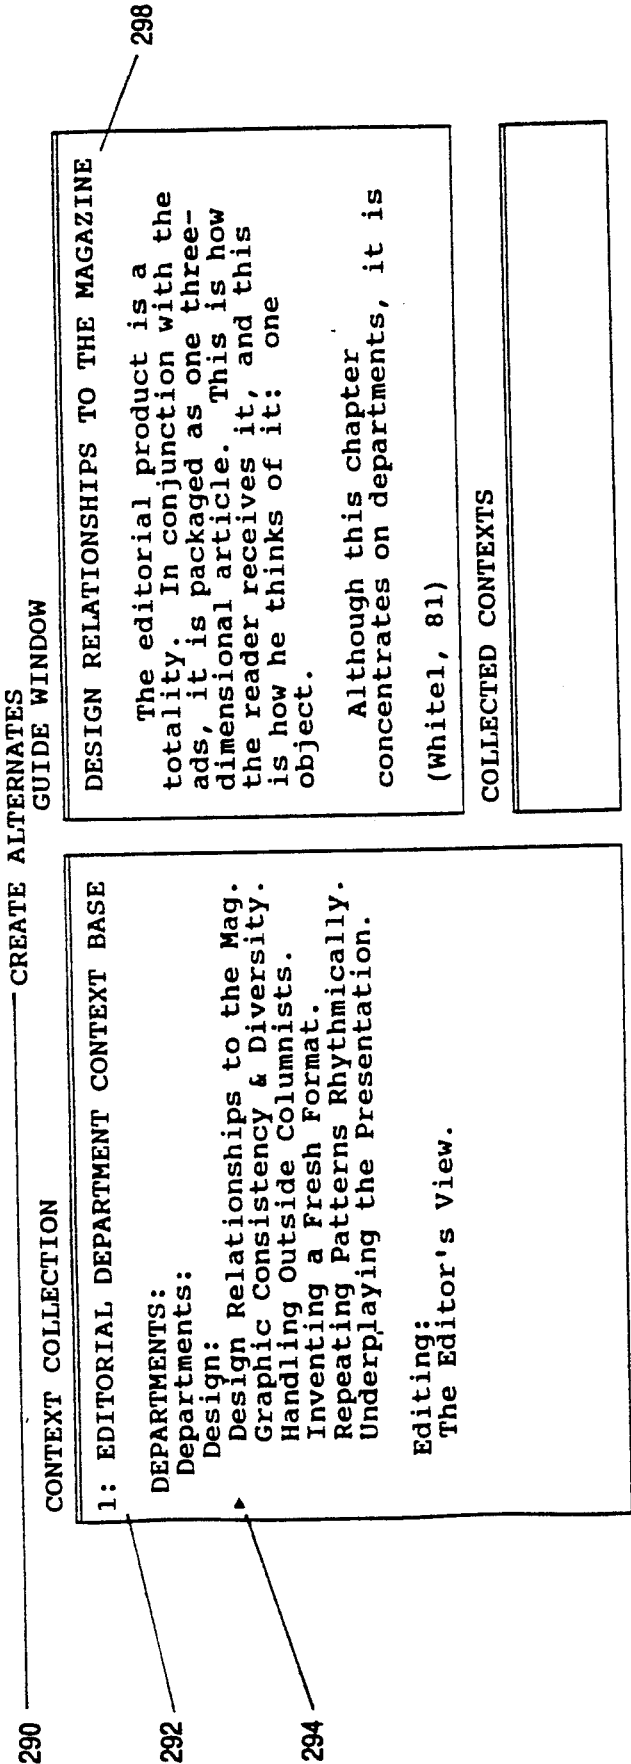 290
CREATE ALTERNATES
CONTEXT COLLECTION
292
1: EDITORIAL DEPARTMENT CONTEXT BASE
DEPARTMENTS:
Departments:
Design:
294
Design Relationships to the Mag.
Graphic Consistency & Diversity.
Handling Outside Columnists.
Inventing a Fresh Format.
Repeating Patterns Rhythmically.
Underplaying the Presentation.
Editing:
The Editor's View.
GUIDE WINDOW
298
DESIGN RELATIONSHIPS TO THE MAGAZINE
The editorial product is a
totality. In conjunction with the
ads, it is packaged as one three-
dimensional article. This is how
the reader receives it, and this
is how he thinks of it: one
object.
Although this chapter
concentrates on departments, it is
(White1, 81)
COLLECTED CONTEXTS